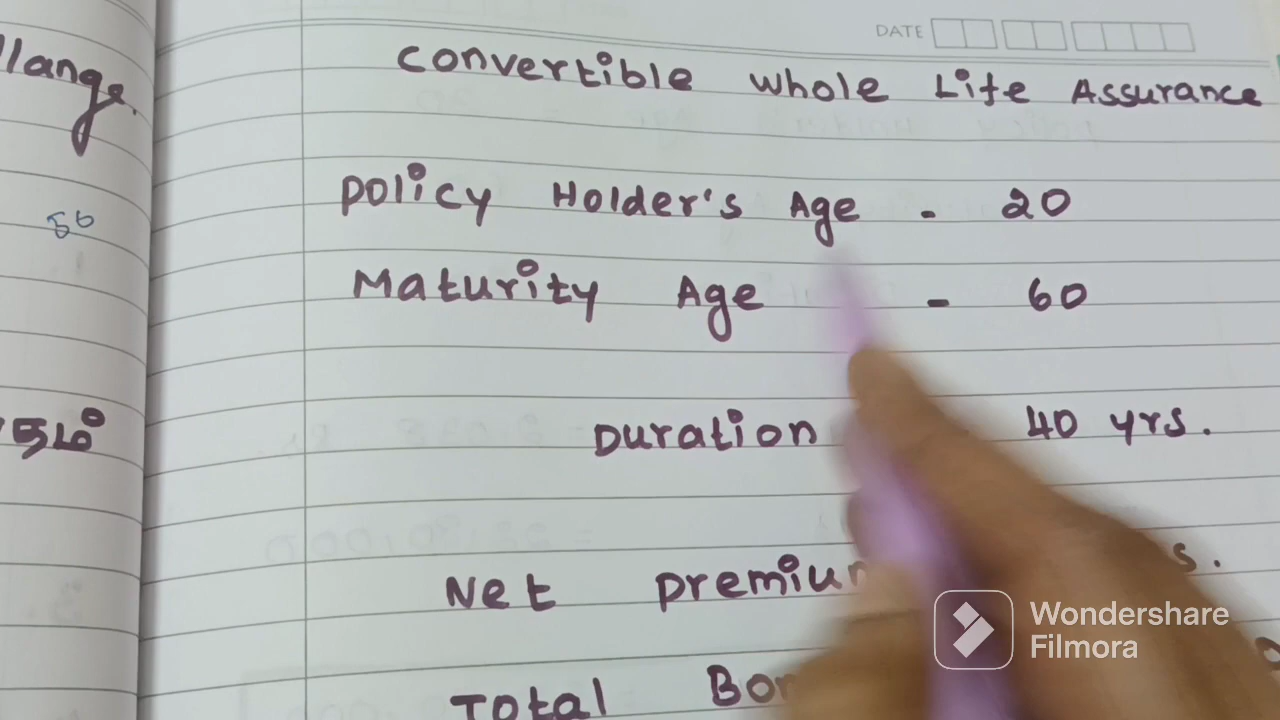 DATE
Convertible Whole Life Assurance
Policy Holder's Age - 20
Maturity Age - 60
Duration 40 yrs.
Net
Total
56
Wondershare
Filmora